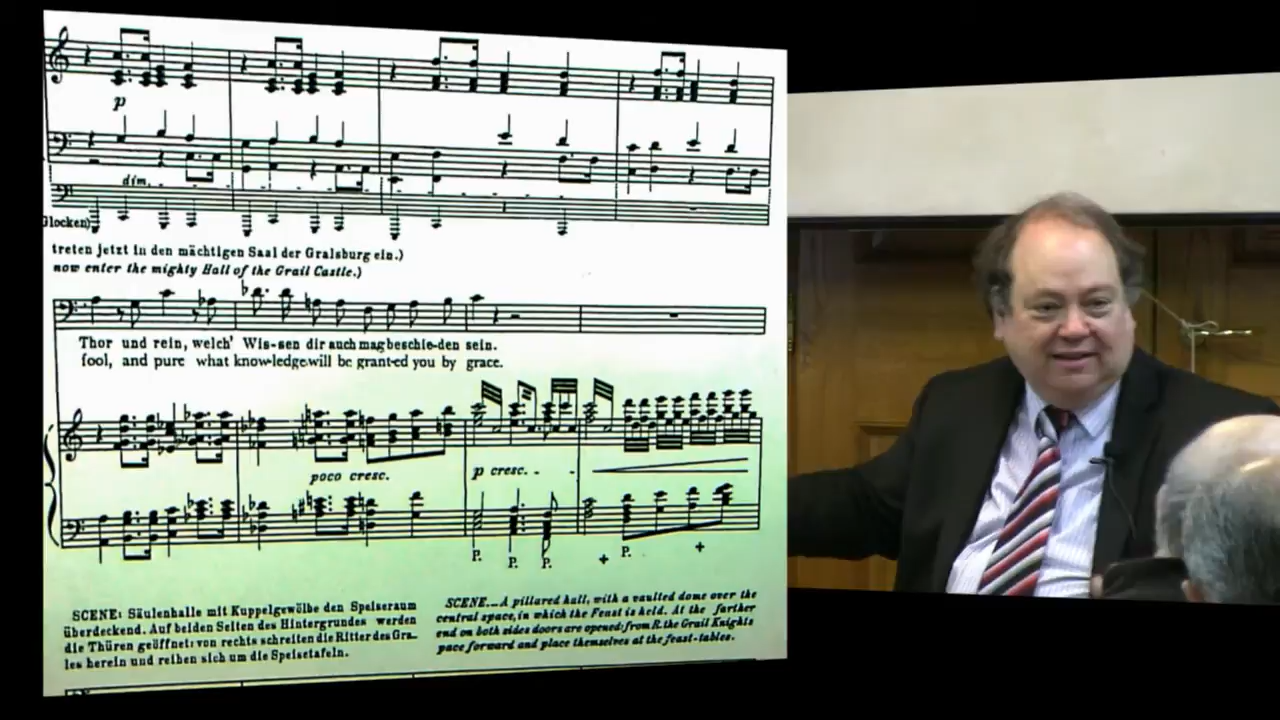 p
dim.
Glocken)
treten jetzt in den mächtigen Saal der Gralsburg ein.)
now enter the mighty Hall of the Grail Castle.)
Thor und rein, welch' Wis-sen dir auch mag beschie-den sein.
fool, and pure what knowledge will be grant-ed you by grace.
poco cresc.
p cresc. - -
P. P. P. + P. +
SCENE: Säulenhalle mit Kuppelgewölbe den Speiseraum
überdeckend. Auf beiden Seiten des Hintergrundes werden
die Thüren geöffnet: von rechts schreiten die Ritter des Gra-
les herein und reihen sich um die Speisetafeln.
SCENE._A pillared hall, with a vaulted dome over the
central space, in which the Feast is held. At the farther
end on both sides doors are opened: from R. the Grail Knights
pace forward and place themselves at the feast-tables.